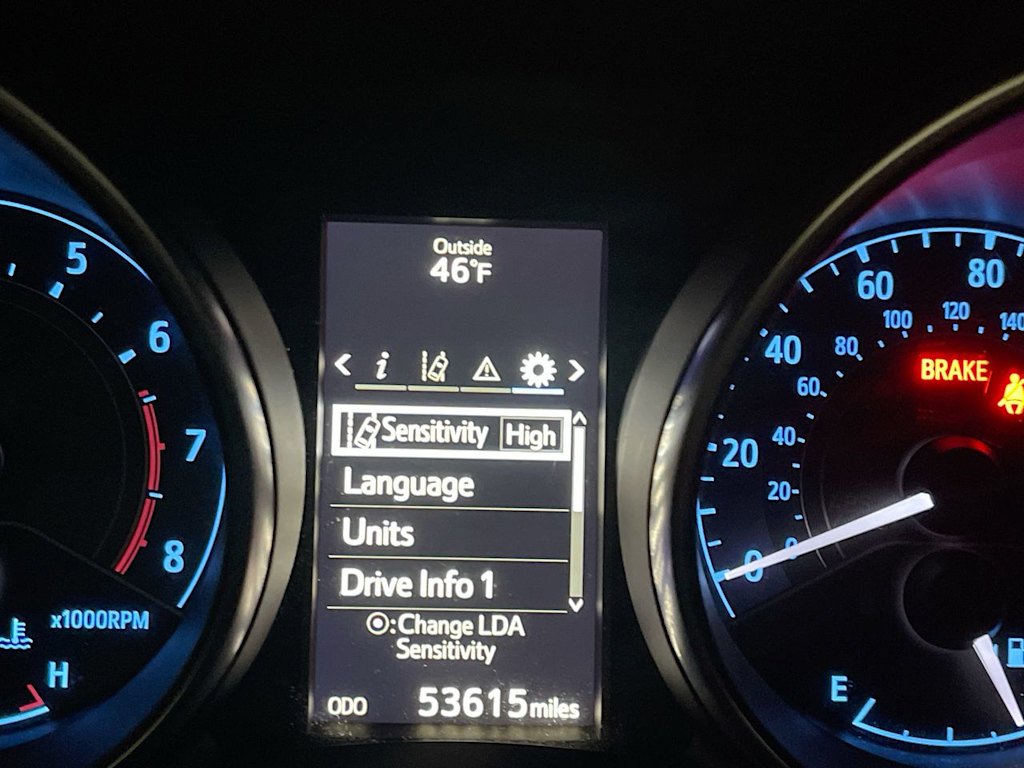 Outside
46°F
i
Sensitivity High
Language
Units
Drive Info 1
:Change LDA
Sensitivity
ODO 53615 miles
5
6
7
8
x1000RPM
H
0
20
40
60
80
20
40
60
80
100
120
140
0
BRAKE
E